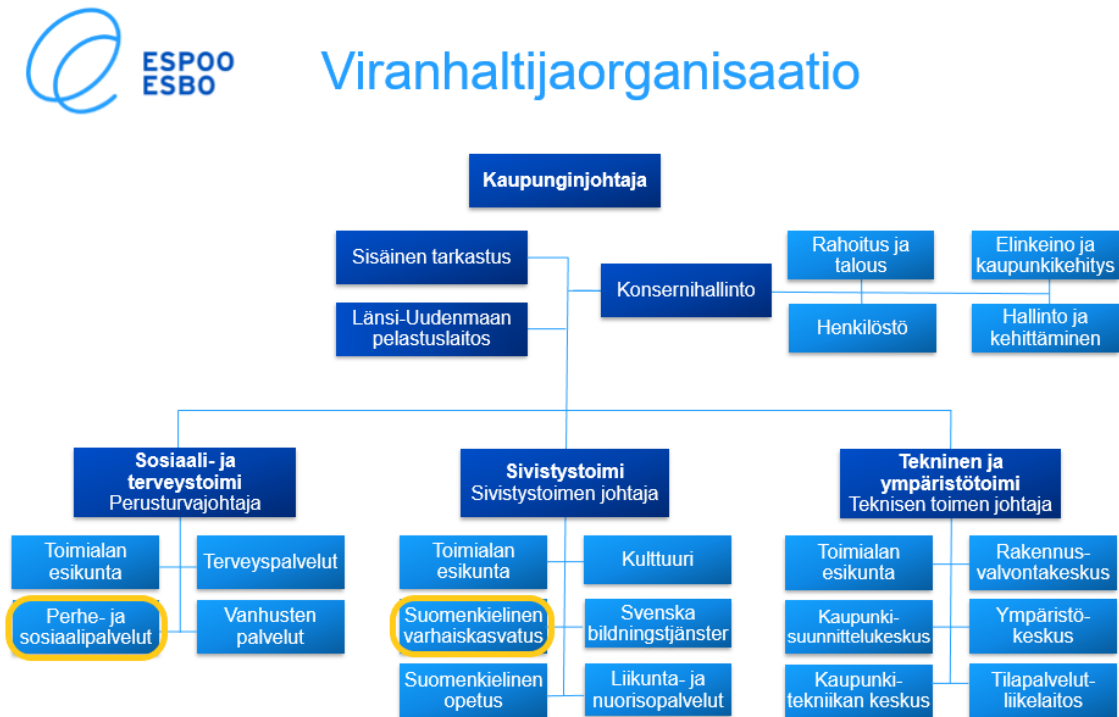 ESPOO
ESBO
Viranhaltijaorganisaatio
Kaupunginjohtaja
Sisäinen tarkastus
Länsi-Uudenmaan
pelastuslaitos
Konsernihallinto
Rahoitus ja
talous
Elinkeino ja
kaupunkikehitys
Henkilöstö
Hallinto ja
kehittäminen
Sosiaali- ja
terveystoimi
Perusturvajohtaja
Toimialan
esikunta
Terveyspalvelut
Perhe- ja
sosiaalipalvelut
Vanhusten
palvelut
Sivistystoimi
Sivistystoimen johtaja
Toimialan
esikunta
Kulttuuri
Suomenkielinen
varhaiskasvatus
Svenska
bildningstjänster
Suomenkielinen
opetus
Liikunta- ja
nuorisopalvelut
Tekninen ja
ympäristötoimi
Teknisen toimen johtaja
Toimialan
esikunta
Rakennus-
valvontakeskus
Kaupunki-
suunnittelukeskus
Ympäristö-
keskus
Kaupunki-
tekniikan keskus
Tilapalvelut-
liikelaitos